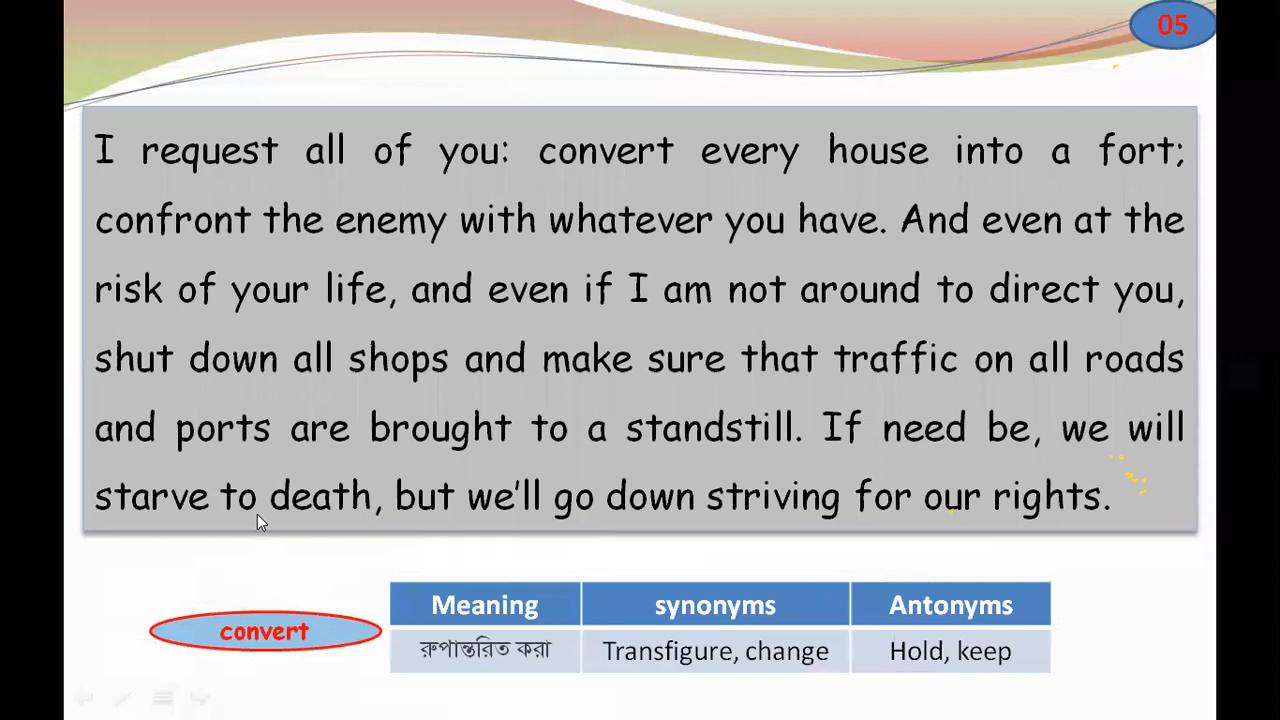 05
I request all of you: convert every house into a fort;
confront the enemy with whatever you have. And even at the
risk of your life, and even if I am not around to direct you,
shut down all shops and make sure that traffic on all roads
and ports are brought to a standstill. If need be, we will
starve to death, but we'll go down striving for our rights.
Meaning synonyms Antonyms
convert
রুপান্তরিত করা Transfigure, change Hold, keep